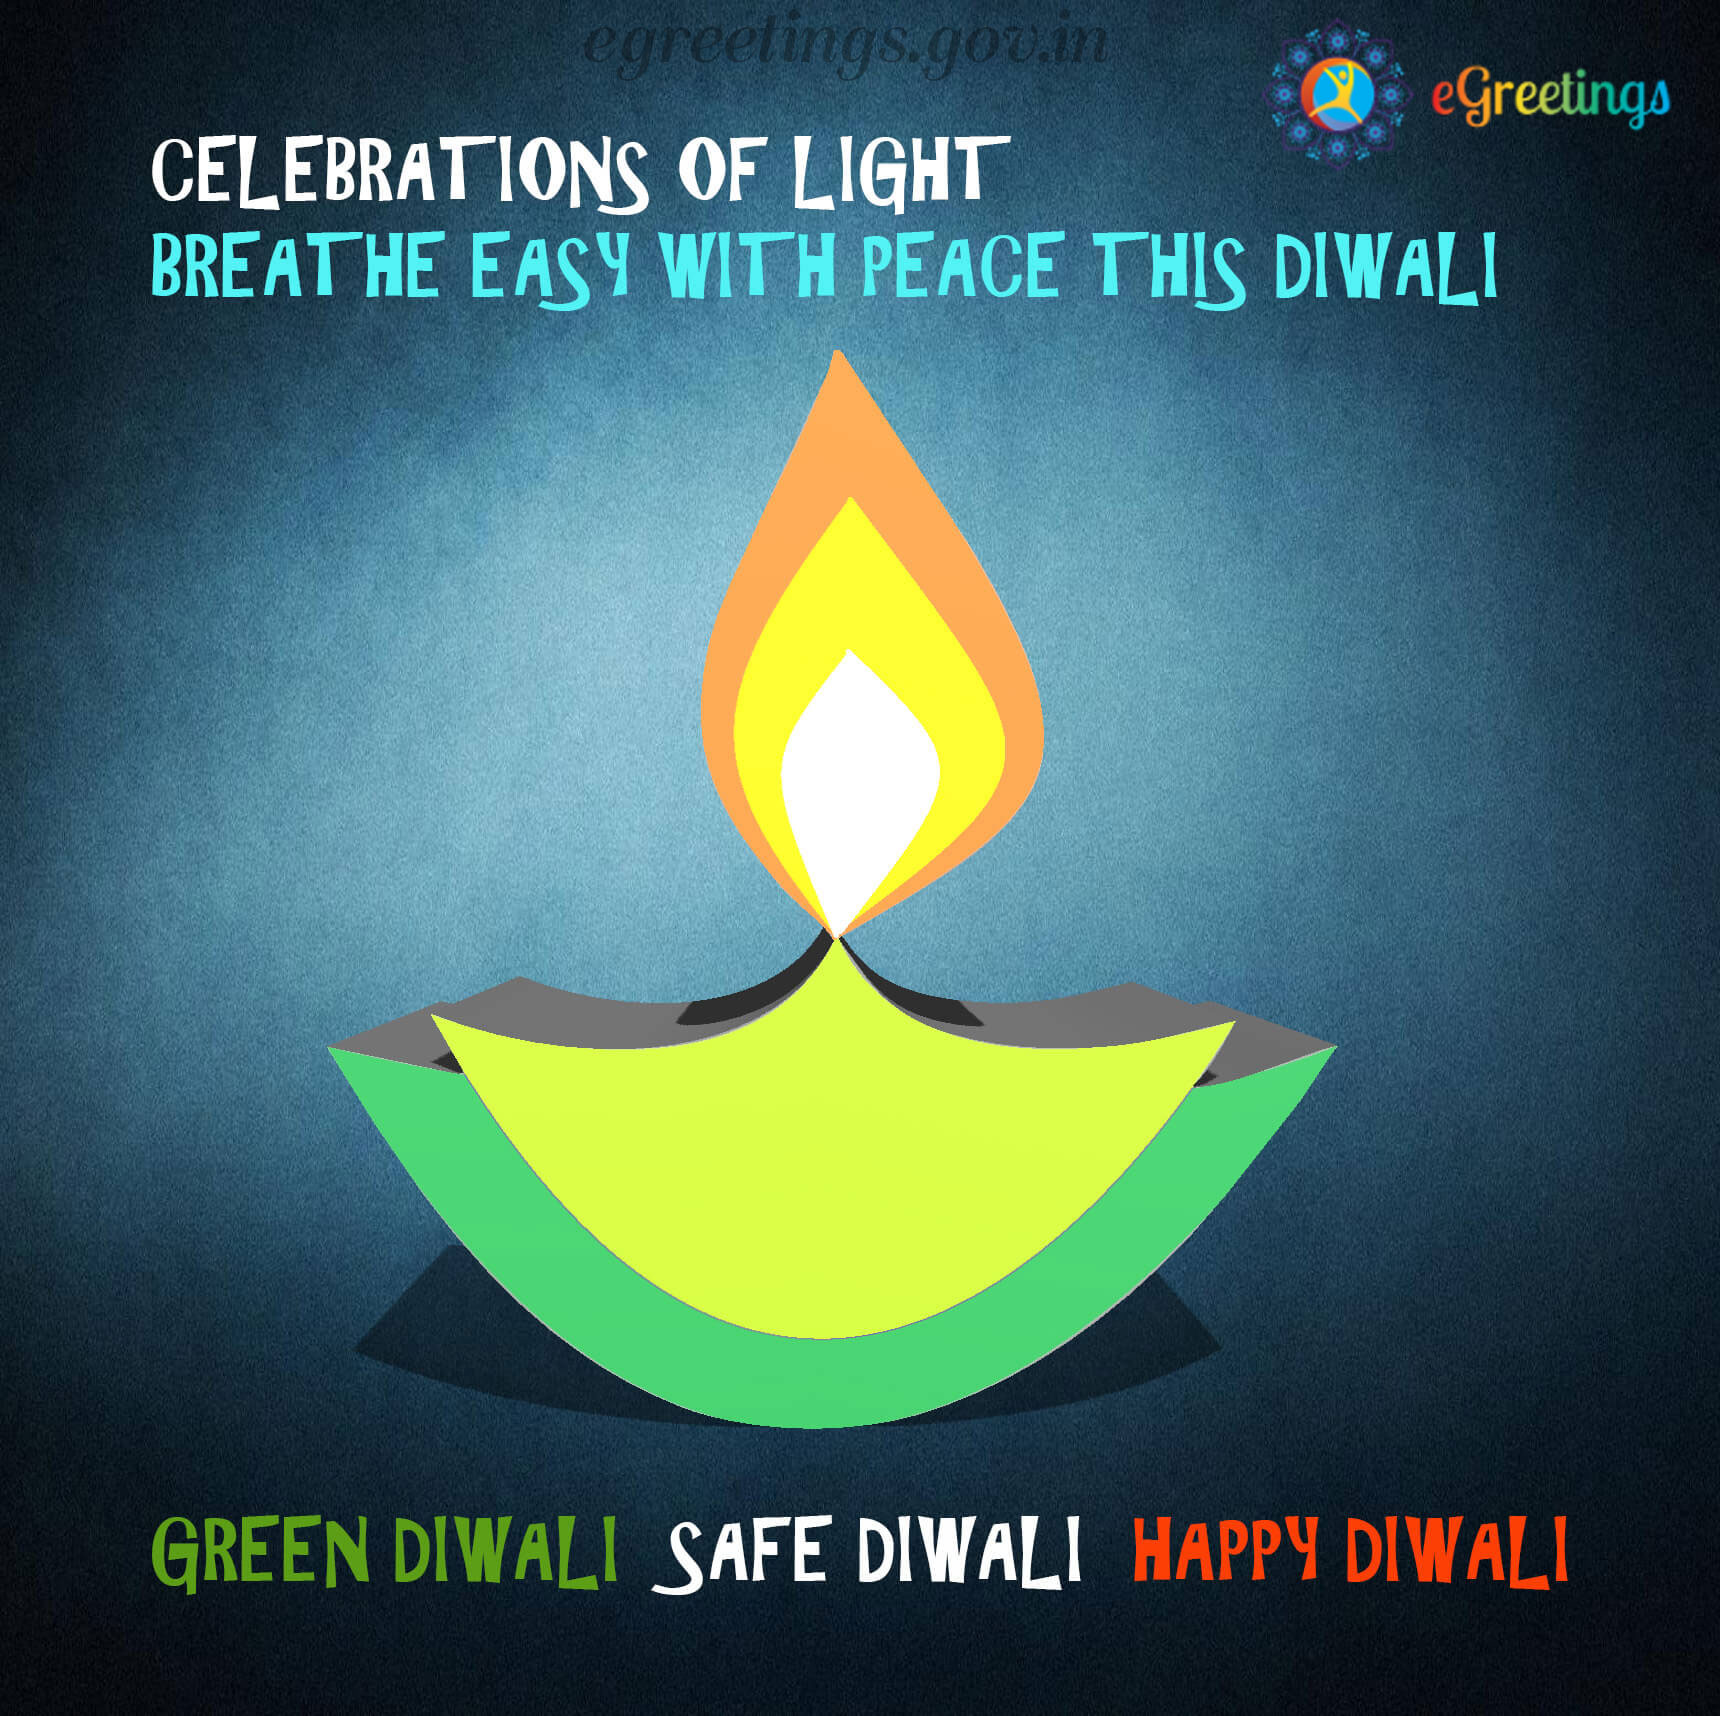 egreetings.gov.in
eGreetings
CELEBRATIONS OF LIGHT
BREATHE EASY WITH PEACE THIS DIWALI
GREEN DIWALI SAFE DIWALI HAPPY DIWALI